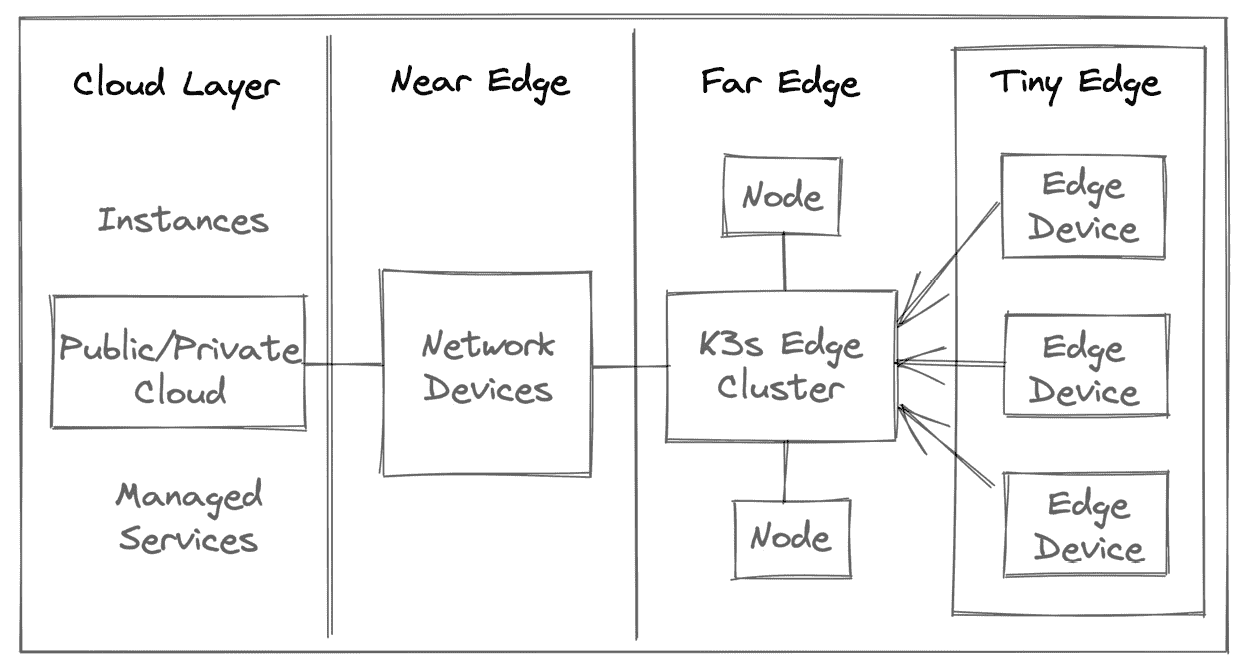 Cloud Layer
Near Edge
Far Edge
Tiny Edge
Instances
Public/Private
Cloud
Managed
Services
Network
Devices
Node
K3s Edge
Cluster
Node
Edge
Device
Edge
Device
Edge
Device